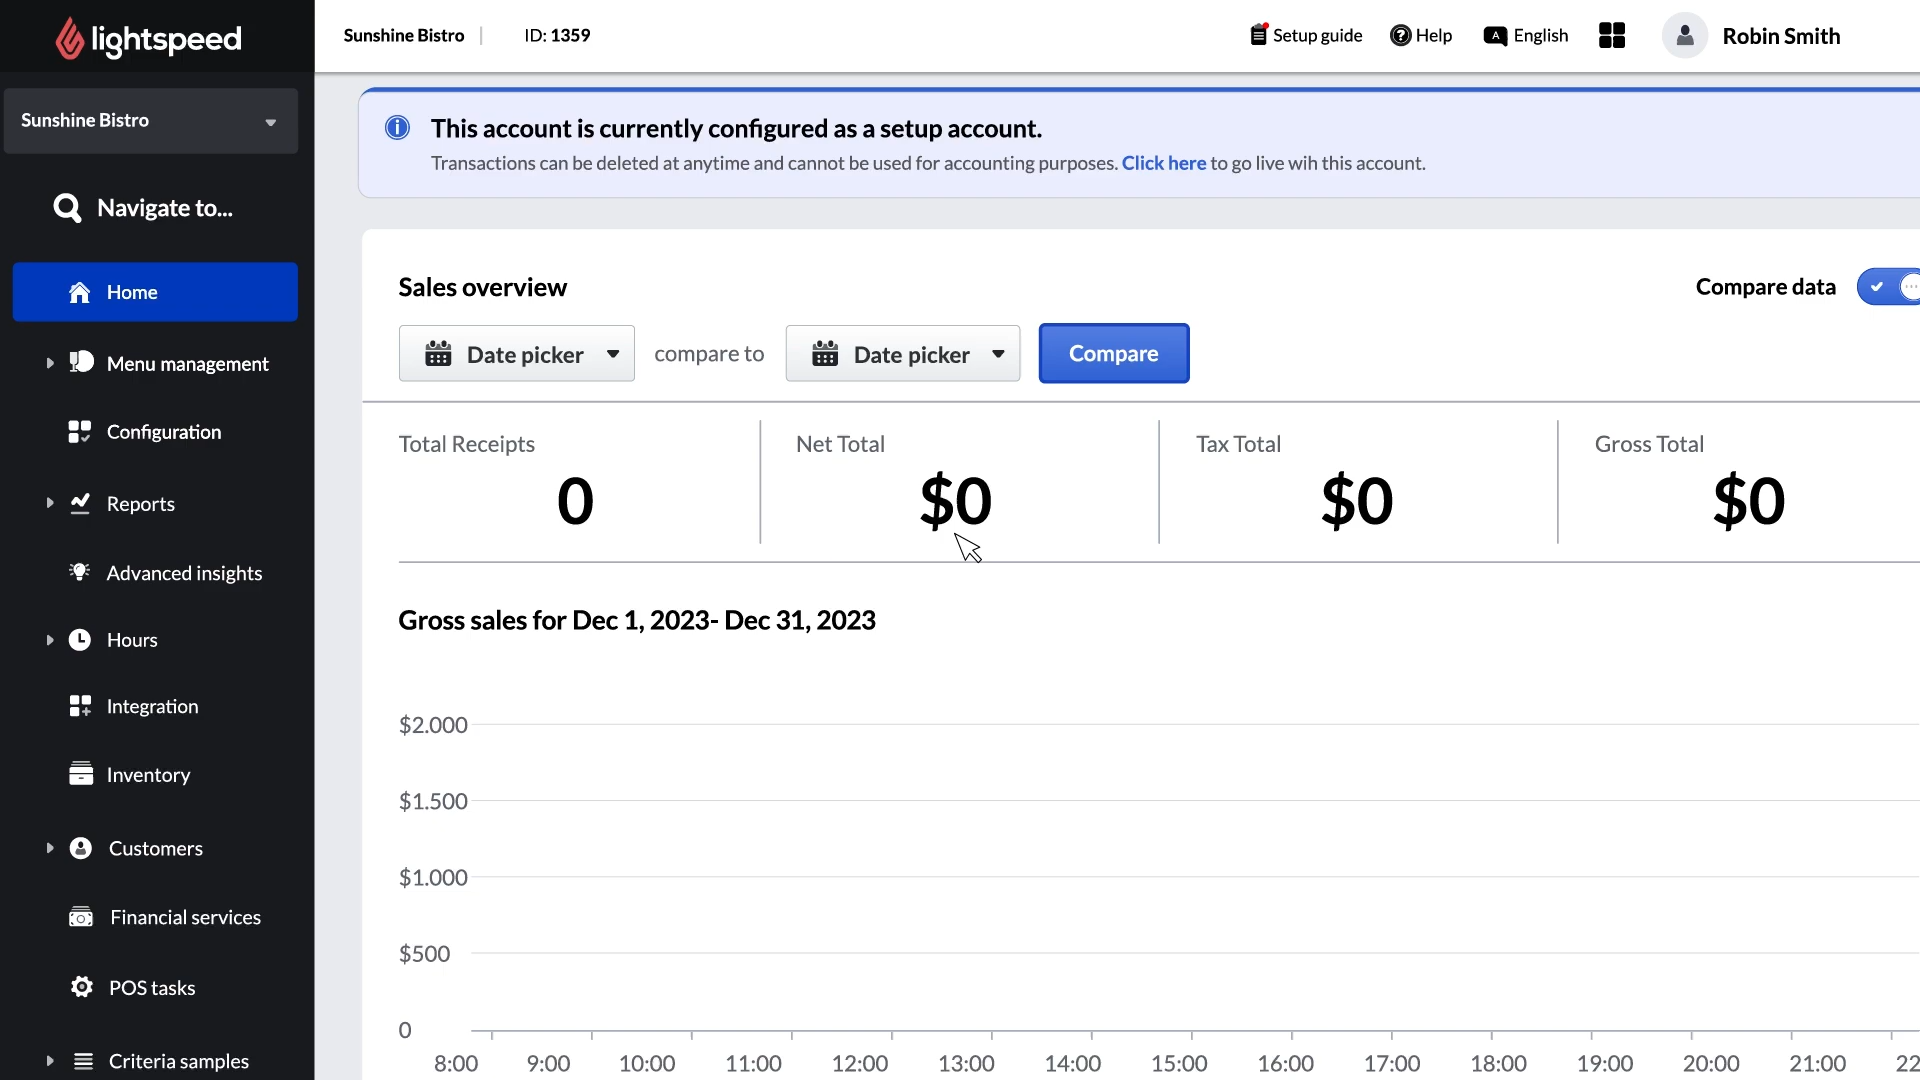 lightspeed
Sunshine Bistro
ID: 1359
Setup guide
Help
English
Robin Smith
Sunshine Bistro
Navigate to...
Home
Menu management
Configuration
Reports
Advanced insights
Hours
Integration
Inventory
Customers
Financial services
POS tasks
Criteria samples
This account is currently configured as a setup account.
Transactions can be deleted at anytime and cannot be used for accounting purposes. Click here to go live wih this account.
Sales overview
Compare data
Date picker compare to Date picker Compare
Total Receipts
0
Net Total
$0
Tax Total
$0
Gross Total
$0
Gross sales for Dec 1, 2023- Dec 31, 2023
$2.000
$1.500
$1.000
$500
0
8:00 9:00 10:00 11:00 12:00 13:00 14:00 15:00 16:00 17:00 18:00 19:00 20:00 21:00 22